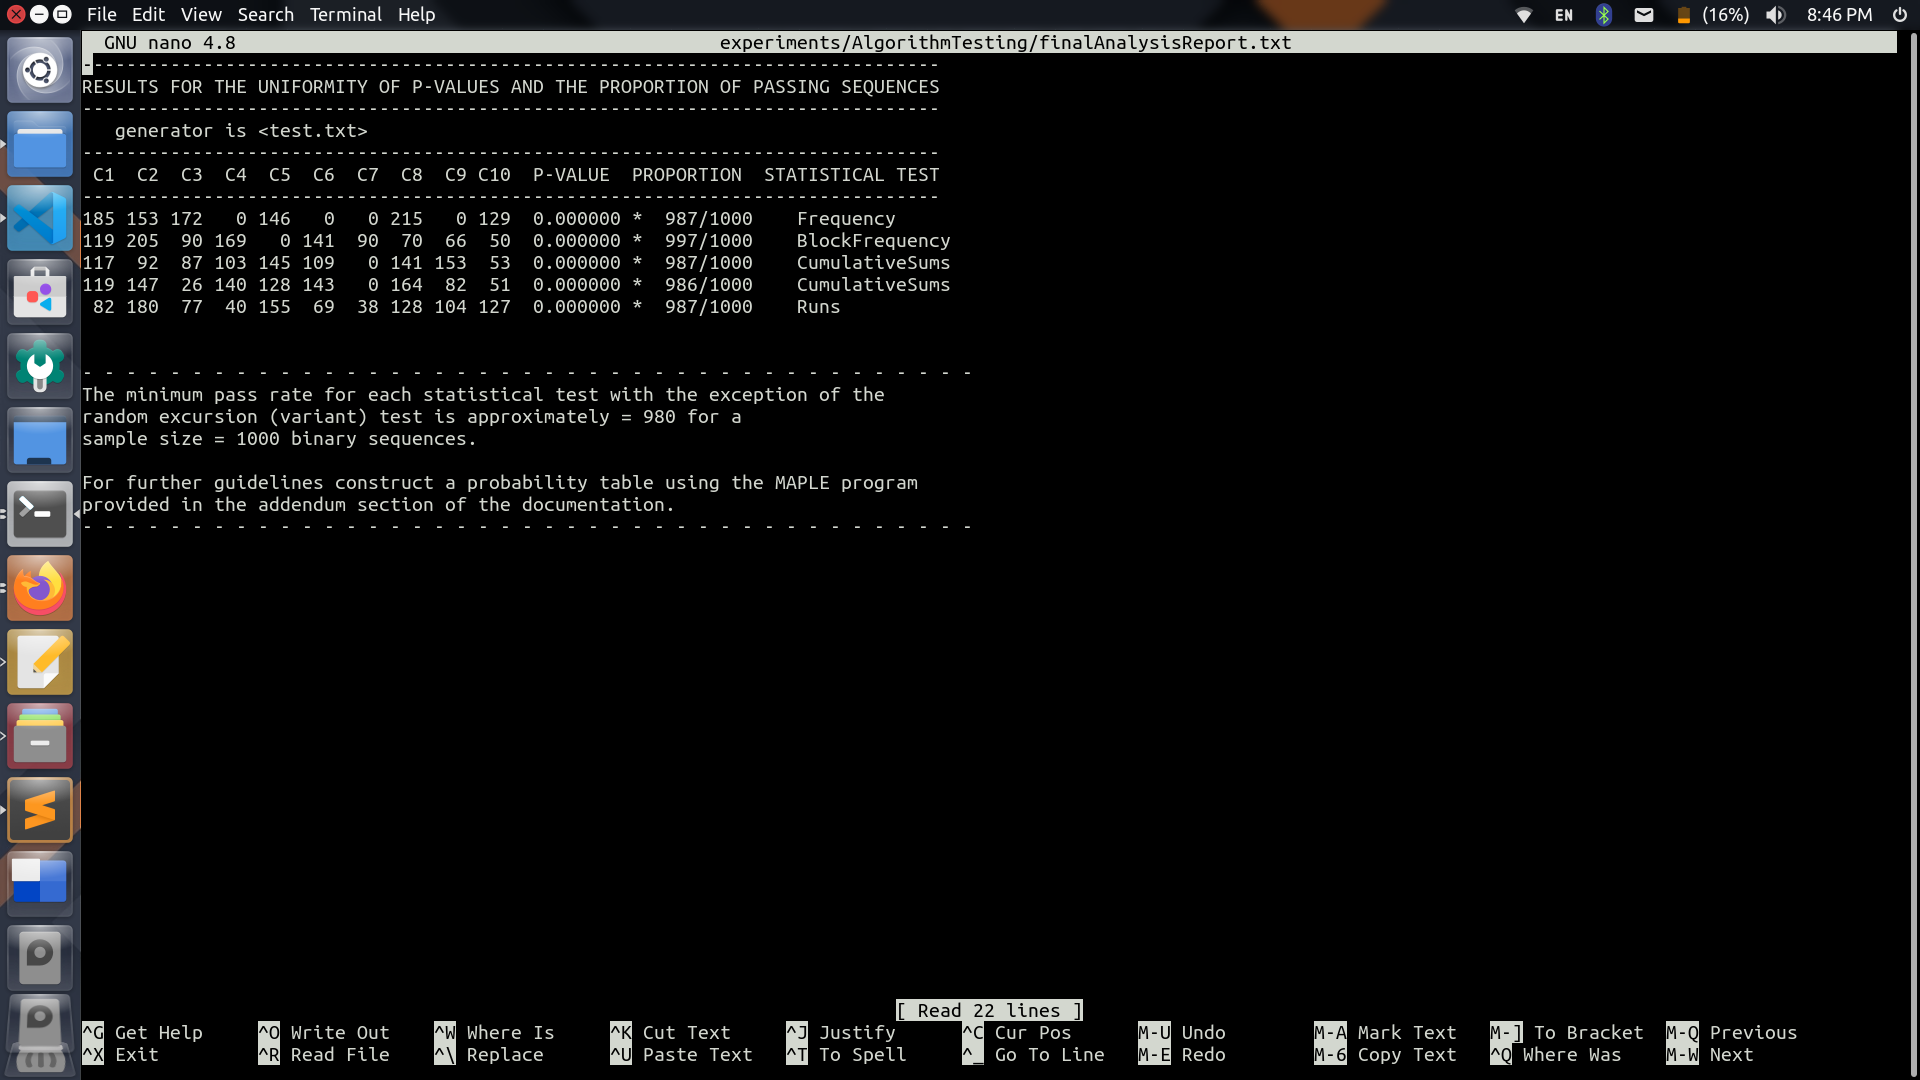 File Edit View Search Terminal Help EN (16%) 8:46 PM
GNU nano 4.8 experiments/AlgorithmTesting/finalAnalysisReport.txt
------------------------------------------------------------------------------
RESULTS FOR THE UNIFORMITY OF P-VALUES AND THE PROPORTION OF PASSING SEQUENCES
------------------------------------------------------------------------------
   generator is <test.txt>
------------------------------------------------------------------------------
 C1  C2  C3  C4  C5  C6  C7  C8  C9 C10  P-VALUE  PROPORTION  STATISTICAL TEST
------------------------------------------------------------------------------
185 153 172   0 146   0   0 215   0 129  0.000000 *  987/1000    Frequency
119 205  90 169   0 141  90  70  66  50  0.000000 *  997/1000    BlockFrequency
117  92  87 103 145 109   0 141 153  53  0.000000 *  987/1000    CumulativeSums
119 147  26 140 128 143   0 164  82  51  0.000000 *  986/1000    CumulativeSums
 82 180  77  40 155  69  38 128 104 127  0.000000 *  987/1000    Runs
- - - - - - - - - - - - - - - - - - - - - - - - - - - - - - - - - - - - - - - - -
The minimum pass rate for each statistical test with the exception of the
random excursion (variant) test is approximately = 980 for a
sample size = 1000 binary sequences.
For further guidelines construct a probability table using the MAPLE program
provided in the addendum section of the documentation.
- - - - - - - - - - - - - - - - - - - - - - - - - - - - - - - - - - - - - - - - -
[ Read 22 lines ]
^G Get Help ^O Write Out ^W Where Is ^K Cut Text ^J Justify ^C Cur Pos M-U Undo M-A Mark Text M-] To Bracket M-Q Previous
^X Exit ^R Read File ^\ Replace ^U Paste Text ^T To Spell ^_ Go To Line M-E Redo M-6 Copy Text ^Q Where Was M-W Next